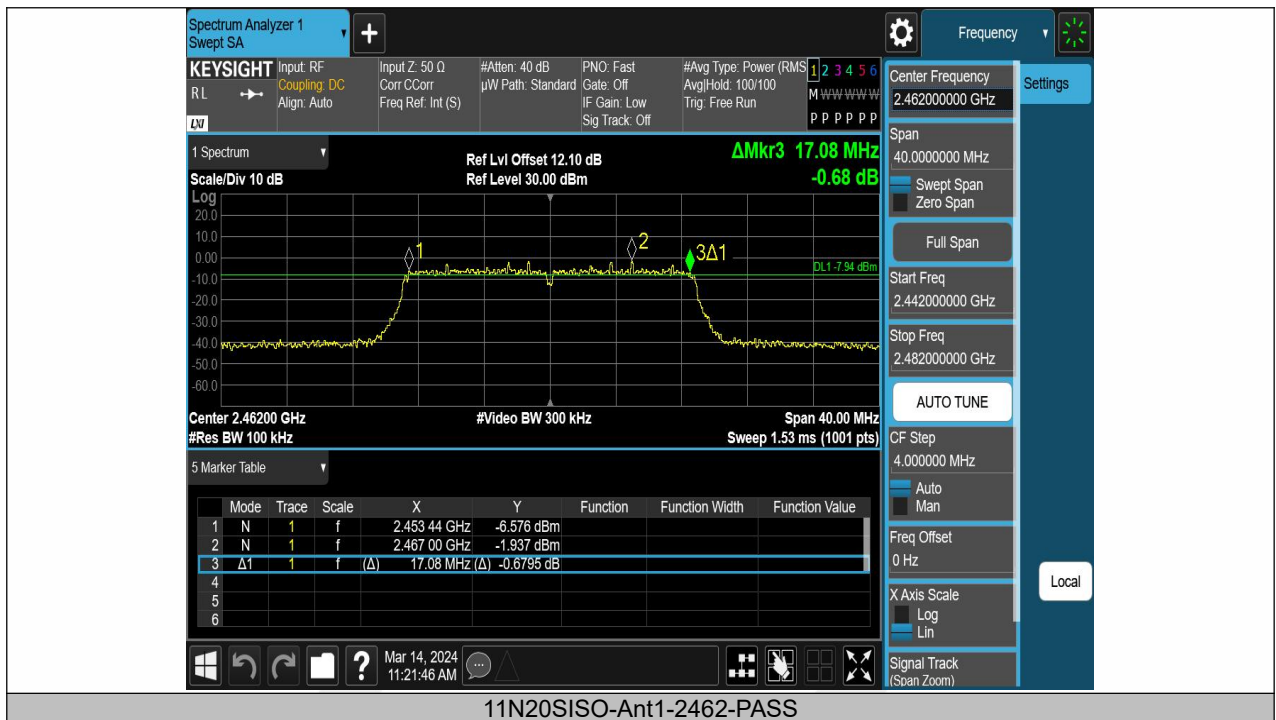 Spectrum Analyzer 1
Swept SA
+
Frequency
KEYSIGHT
RL
LXI
Input: RF
Coupling: DC
Align: Auto
Input Z: 50 Ω
Corr CCorr
Freq Ref: Int (S)
#Atten: 40 dB
µW Path: Standard
PNO: Fast
Gate: Off
IF Gain: Low
Sig Track: Off
#Avg Type: Power (RMS
Avg|Hold: 100/100
Trig: Free Run
1 2 3 4 5 6
M W W W W W
P P P P P P
1 Spectrum
Scale/Div 10 dB
Ref Lvl Offset 12.10 dB
Ref Level 30.00 dBm
ΔMkr3 17.08 MHz
-0.68 dB
Log
20.0
10.0
0.00
-10.0
-20.0
-30.0
-40.0
-50.0
-60.0
1
2
3Δ1
DL1 -7.94 dBm
Center 2.46200 GHz
#Video BW 300 kHz
Span 40.00 MHz
#Res BW 100 kHz
Sweep 1.53 ms (1001 pts)
5 Marker Table
Mode Trace Scale X Y Function Function Width Function Value
1 N 1 f 2.453 44 GHz -6.576 dBm
2 N 1 f 2.467 00 GHz -1.937 dBm
3 Δ1 1 f (Δ) 17.08 MHz (Δ) -0.6795 dB
4
5
6
?
Mar 14, 2024
11:21:46 AM
Center Frequency
2.462000000 GHz
Settings
Span
40.0000000 MHz
Swept Span
Zero Span
Full Span
Start Freq
2.442000000 GHz
Stop Freq
2.482000000 GHz
AUTO TUNE
CF Step
4.000000 MHz
Auto
Man
Freq Offset
0 Hz
X Axis Scale
Log
Lin
Local
Signal Track
(Span Zoom)
11N20SISO-Ant1-2462-PASS